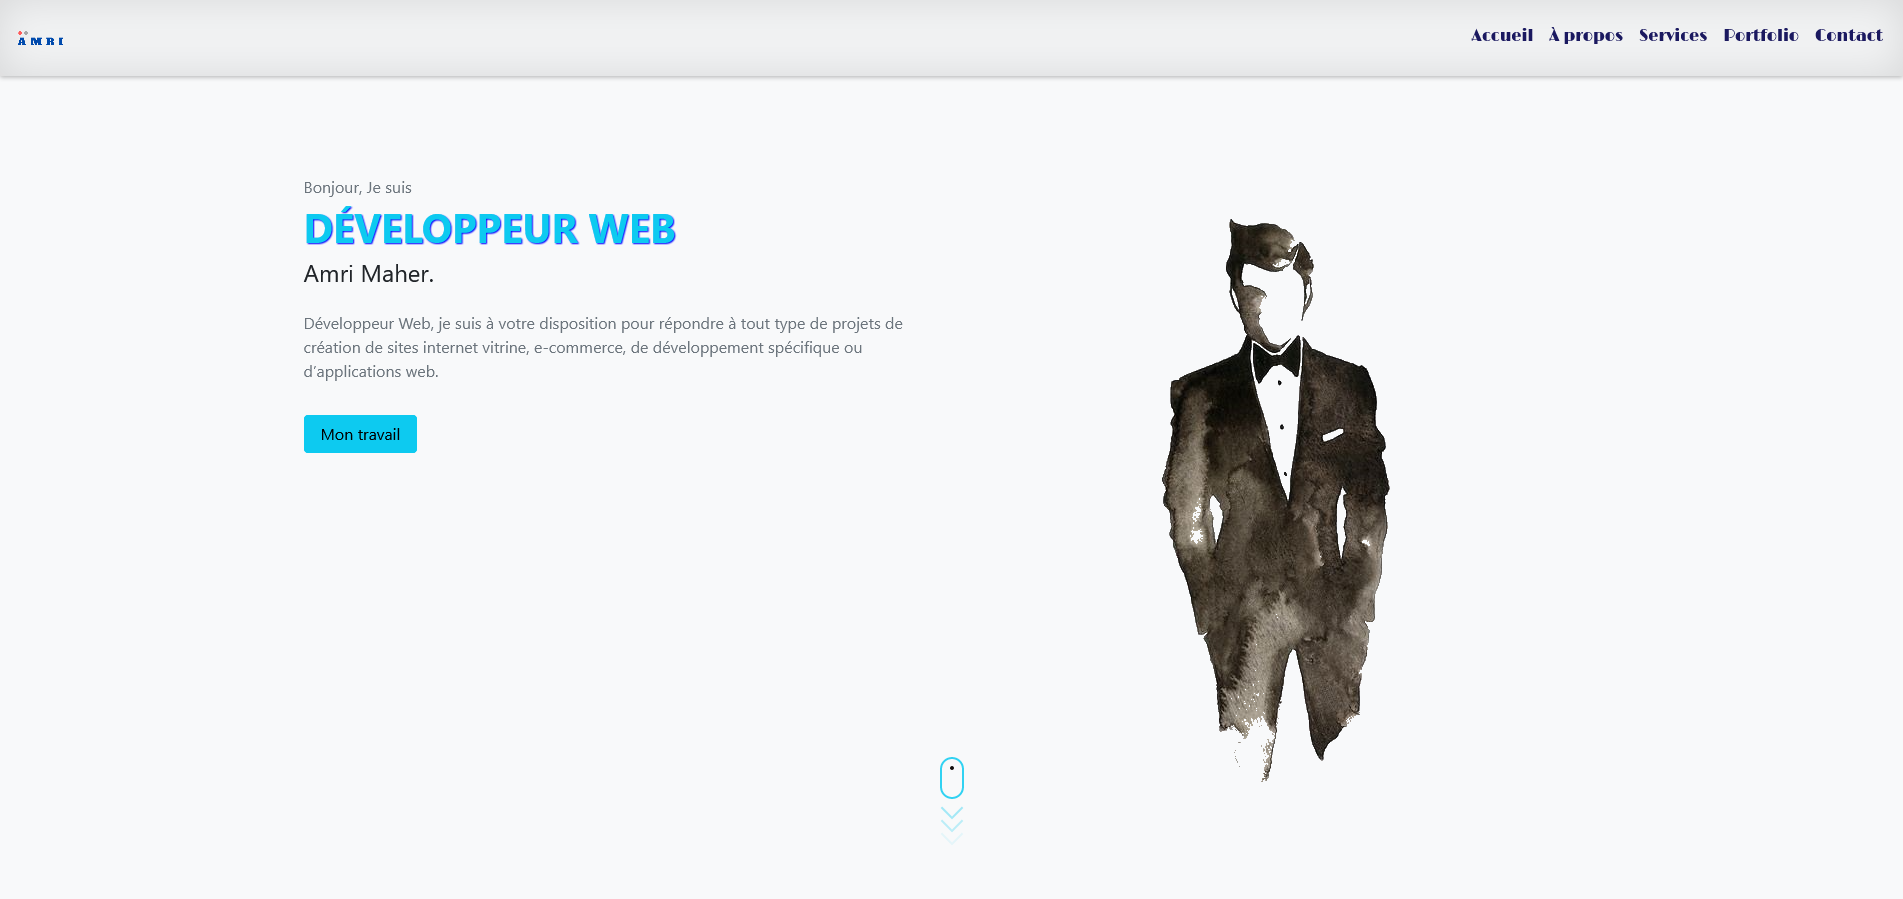 AMRI
Accueil À propos Services Portfolio Contact
Bonjour, Je suis
DÉVELOPPEUR WEB
Amri Maher.
Développeur Web, je suis à votre disposition pour répondre à tout type de projets de
création de sites internet vitrine, e-commerce, de développement spécifique ou
d’applications web.
Mon travail